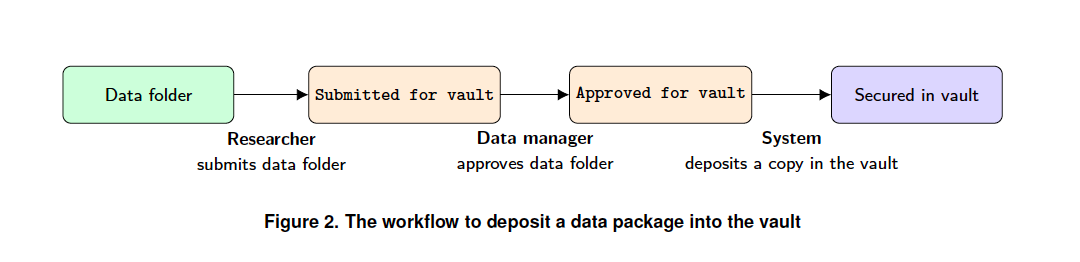 Data folder
Submitted for vault
Approved for vault
Secured in vault
Researcher
submits data folder
Data manager
approves data folder
System
deposits a copy in the vault
Figure 2. The workflow to deposit a data package into the vault